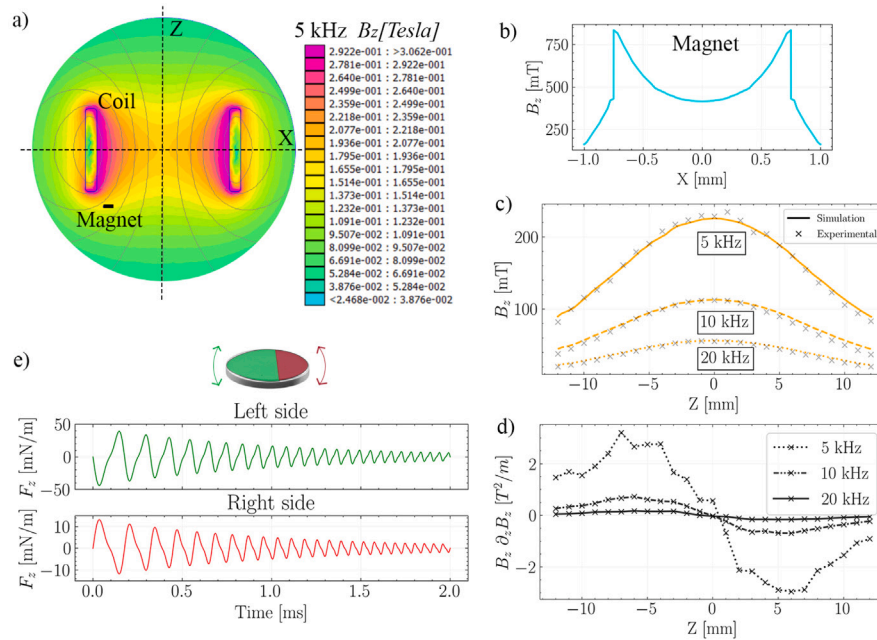 a)
Z
5 kHz Bz[Tesla]
2.922e-001 : >3.062e-001
2.781e-001 : 2.922e-001
2.640e-001 : 2.781e-001
2.499e-001 : 2.640e-001
2.359e-001 : 2.499e-001
2.218e-001 : 2.359e-001
2.077e-001 : 2.218e-001
1.936e-001 : 2.077e-001
1.795e-001 : 1.936e-001
1.655e-001 : 1.795e-001
1.514e-001 : 1.655e-001
1.373e-001 : 1.514e-001
1.232e-001 : 1.373e-001
1.091e-001 : 1.232e-001
9.507e-002 : 1.091e-001
8.099e-002 : 9.507e-002
6.691e-002 : 8.099e-002
5.284e-002 : 6.691e-002
3.876e-002 : 5.284e-002
<2.468e-002 : 3.876e-002
Coil
X
Magnet
b)
Magnet
Bz [mT]
750
500
250
−1.0 −0.5 0.0 0.5 1.0
X [mm]
c)
Simulation
Experimental
5 kHz
10 kHz
20 kHz
Bz [mT]
200
100
−10 −5 0 5 10
Z [mm]
d)
5 kHz
10 kHz
20 kHz
Bz ∂zBz [T²/m]
2
0
−2
−10 −5 0 5 10
Z [mm]
e)
Left side
Fz [mN/m]
50
0
−50
Right side
Fz [mN/m]
10
0
−10
0.0 0.5 1.0 1.5 2.0
Time [ms]